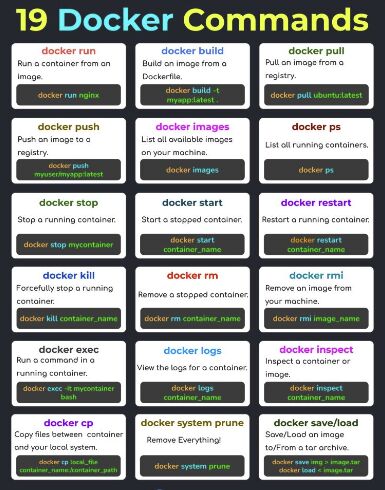 19 Docker Commands
docker run
Run a container from an
image.
docker run nginx
docker build
Build an image from a
Dockerfile.
docker build -t
myapp:latest .
docker pull
Pull an image from a
registry.
docker pull ubuntu:latest
docker push
Push an image to a
registry.
docker push
myuser/myapp:latest
docker images
List all available images
on your machine.
docker images
docker ps
List all running containers.
docker ps
docker stop
Stop a running container.
docker stop mycontainer
docker start
Start a stopped container.
docker start
container_name
docker restart
Restart a running container.
docker restart
container_name
docker kill
Forcefully stop a running
container.
docker kill container_name
docker rm
Remove a stopped container.
docker rm container_name
docker rmi
Remove an image from
your machine.
docker rmi image_name
docker exec
Run a command in a
running container.
docker exec -it mycontainer
bash
docker logs
View the logs for a container.
docker logs
container_name
docker inspect
Inspect a container or
image.
docker inspect
container_name
docker cp
Copy files between container
and your local system.
docker cp local_file
container_name:/container_path
docker system prune
Remove Everything!
docker system prune
docker save/load
Save/Load an image
to/From a tar archive.
docker save img > image.tar
docker load < image.tar